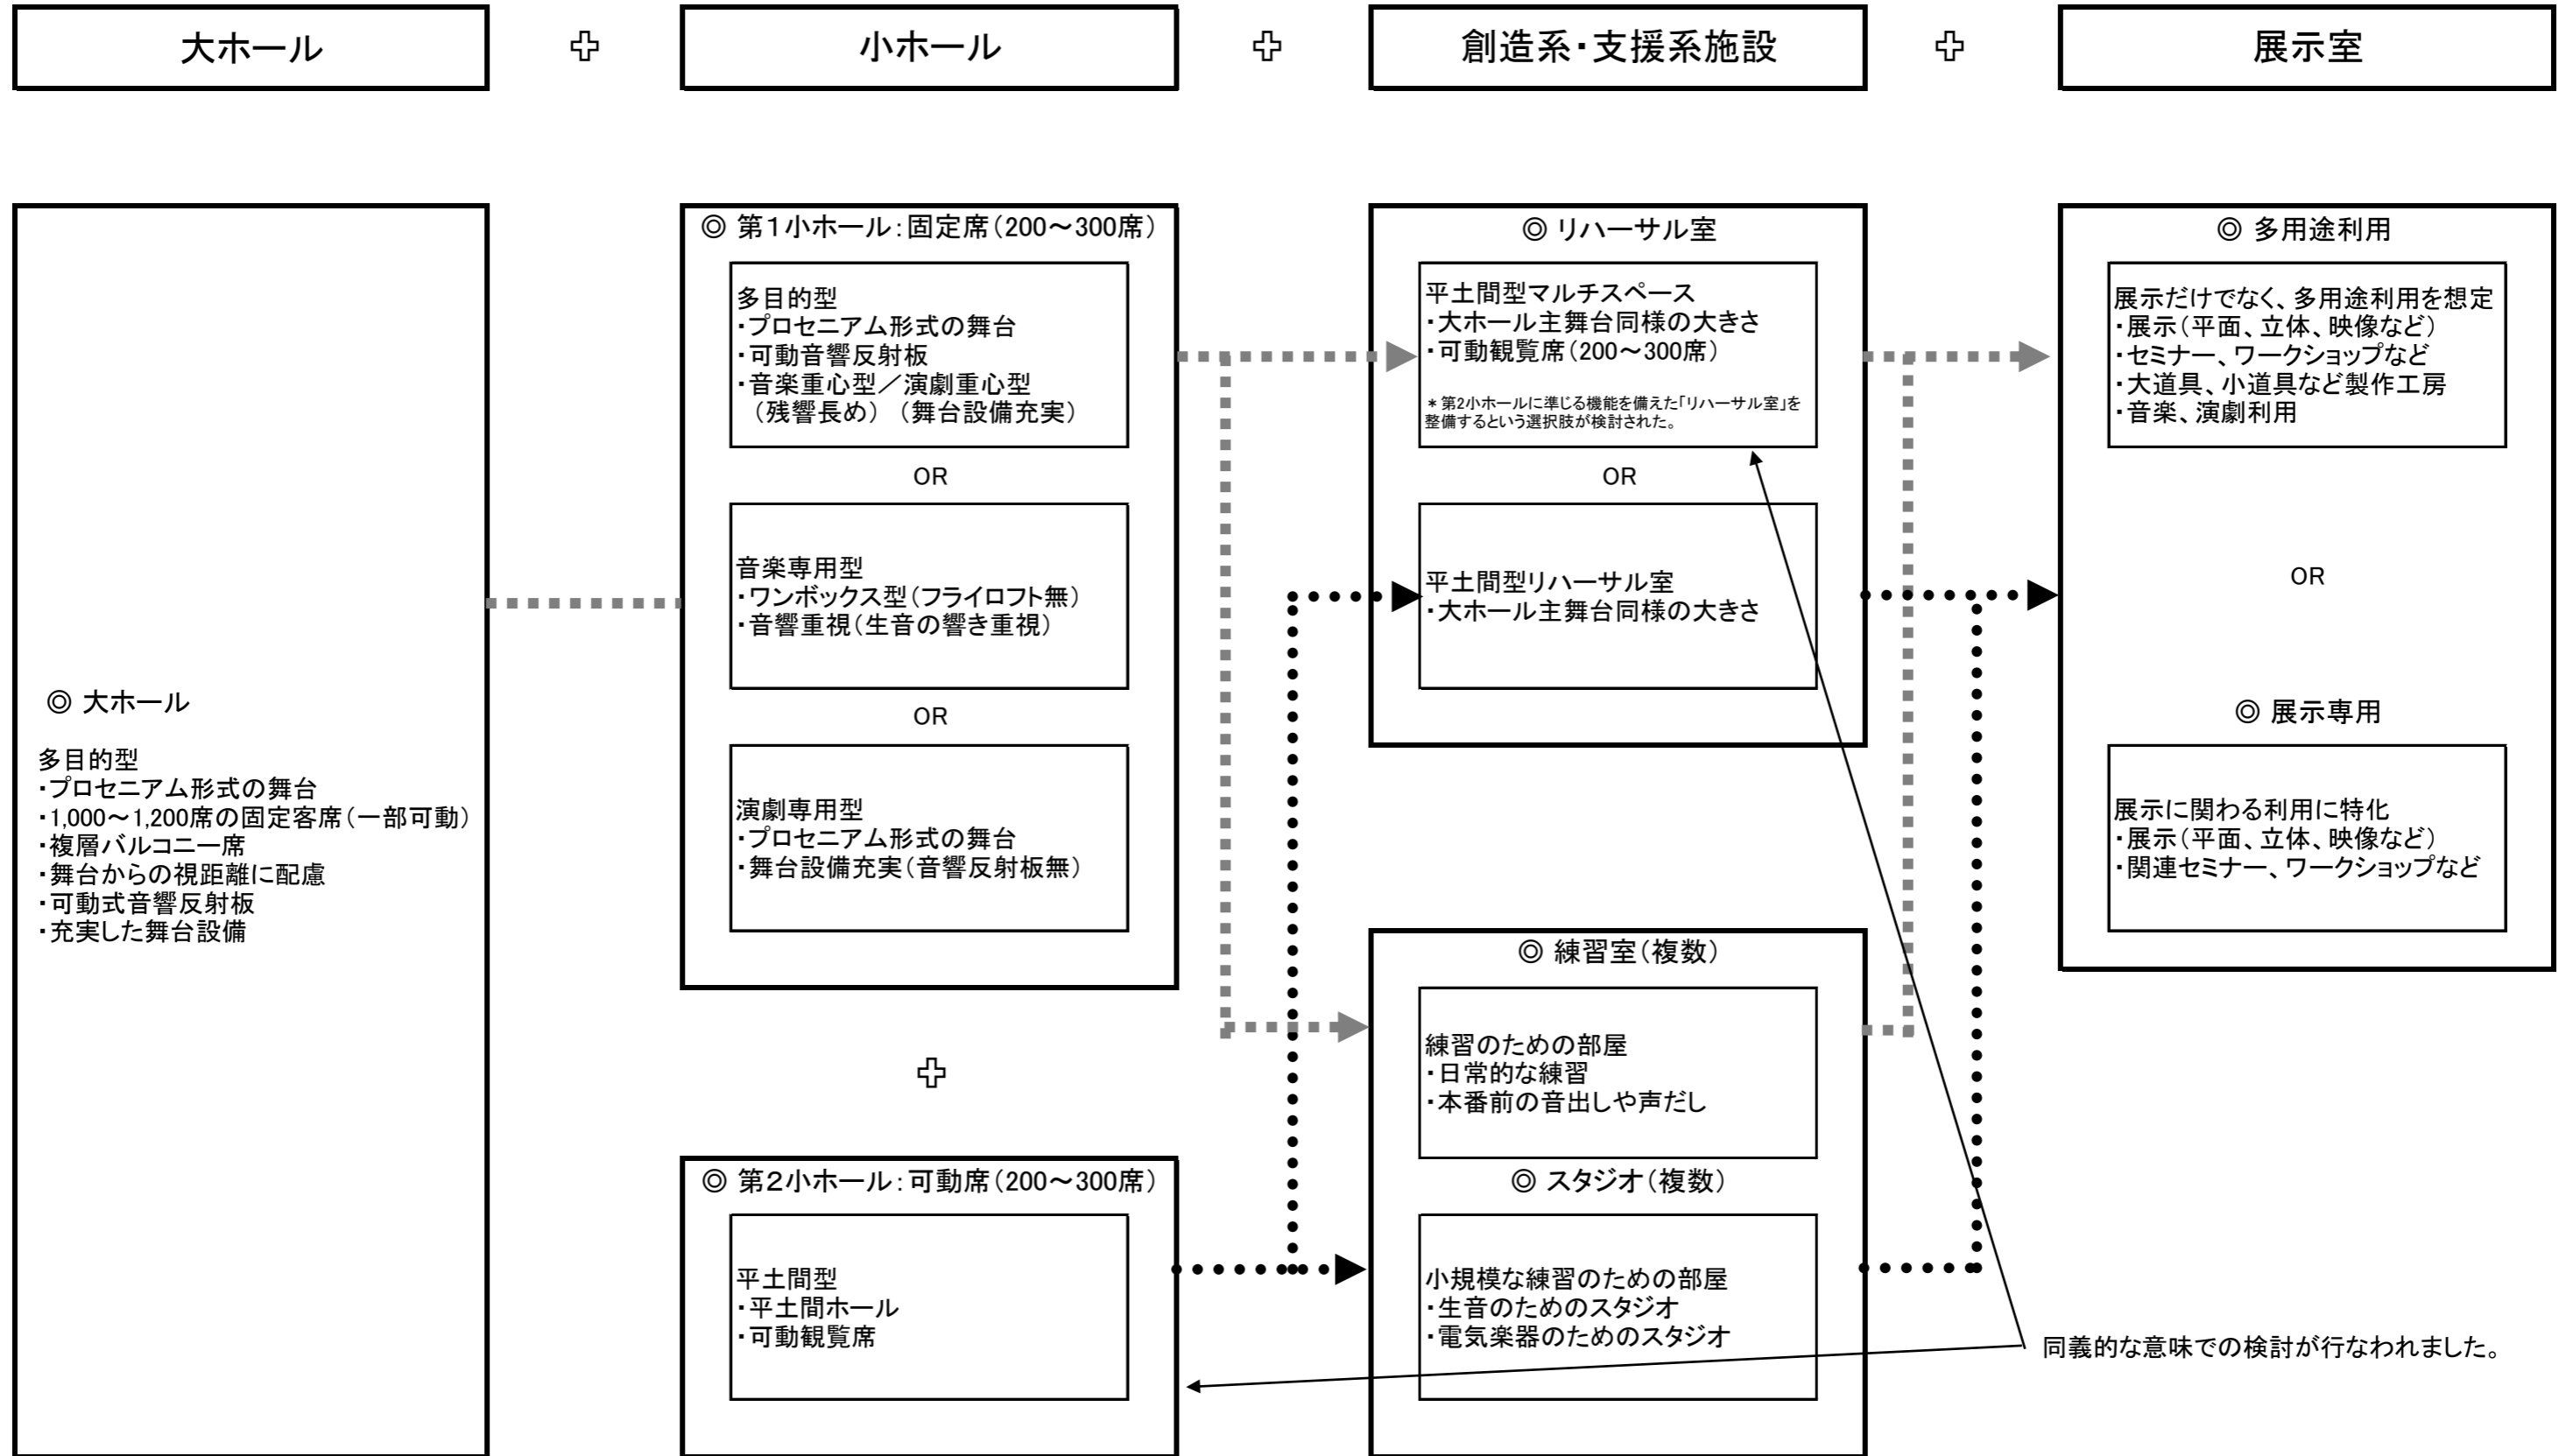 大ホール
小ホール
創造系・支援系施設
展示室
◎ 大ホール
多目的型
・プロセニアム形式の舞台
・1,000～1,200席の固定客席（一部可動）
・複層バルコニー席
・舞台からの視距離に配慮
・可動式音響反射板
・充実した舞台設備
◎ 第１小ホール：固定席（200～300席）
多目的型
・プロセニアム形式の舞台
・可動音響反射板
・音楽重心型／演劇重心型
（残響長め）（舞台設備充実）
OR
音楽専用型
・ワンボックス型（フライロフト無）
・音響重視（生音の響き重視）
OR
演劇専用型
・プロセニアム形式の舞台
・舞台設備充実（音響反射板無）
◎ 第２小ホール：可動席（200～300席）
平土間型
・平土間ホール
・可動観覧席
◎ リハーサル室
平土間型マルチスペース
・大ホール主舞台同様の大きさ
・可動観覧席（200～300席）
＊第2小ホールに準じる機能を備えた「リハーサル室」を
整備するという選択肢が検討された。
OR
平土間型リハーサル室
・大ホール主舞台同様の大きさ
◎ 練習室（複数）
練習のための部屋
・日常的な練習
・本番前の音出しや声だし
◎ スタジオ（複数）
小規模な練習のための部屋
・生音のためのスタジオ
・電気楽器のためのスタジオ
◎ 多用途利用
展示だけでなく、多用途利用を想定
・展示（平面、立体、映像など）
・セミナー、ワークショップなど
・大道具、小道具など製作工房
・音楽、演劇利用
OR
◎ 展示専用
展示に関わる利用に特化
・展示（平面、立体、映像など）
・関連セミナー、ワークショップなど
同義的な意味での検討が行なわれました。